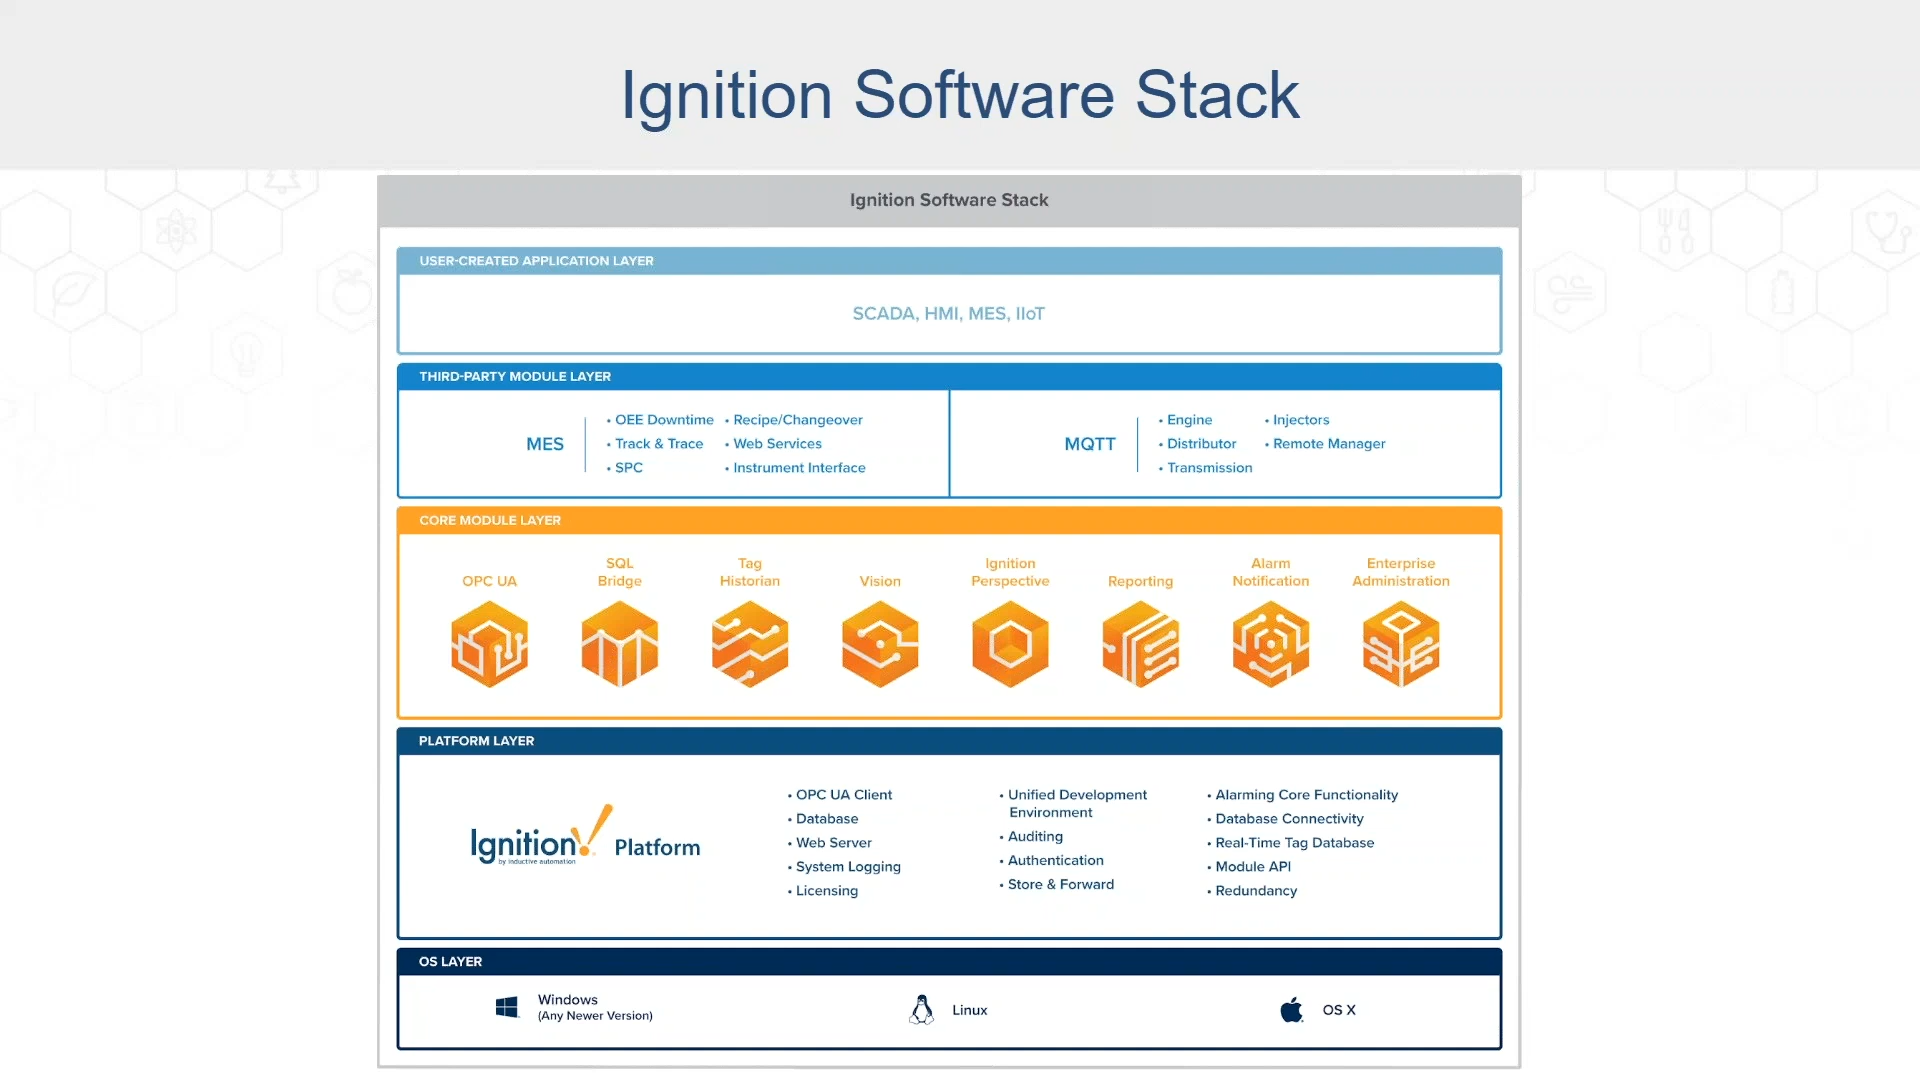 Ignition Software Stack
Ignition Software Stack
USER-CREATED APPLICATION LAYER
SCADA, HMI, MES, IIoT
THIRD-PARTY MODULE LAYER
MES
• OEE Downtime
• Track & Trace
• SPC
• Recipe/Changeover
• Web Services
• Instrument Interface
MQTT
• Engine
• Distributor
• Transmission
• Injectors
• Remote Manager
CORE MODULE LAYER
OPC UA
SQL
Bridge
Tag
Historian
Vision
Ignition
Perspective
Reporting
Alarm
Notification
Enterprise
Administration
PLATFORM LAYER
Ignition! Platform
by inductive automation
• OPC UA Client
• Database
• Web Server
• System Logging
• Licensing
• Unified Development
Environment
• Auditing
• Authentication
• Store & Forward
• Alarming Core Functionality
• Database Connectivity
• Real-Time Tag Database
• Module API
• Redundancy
OS LAYER
Windows
(Any Newer Version)
Linux
OS X